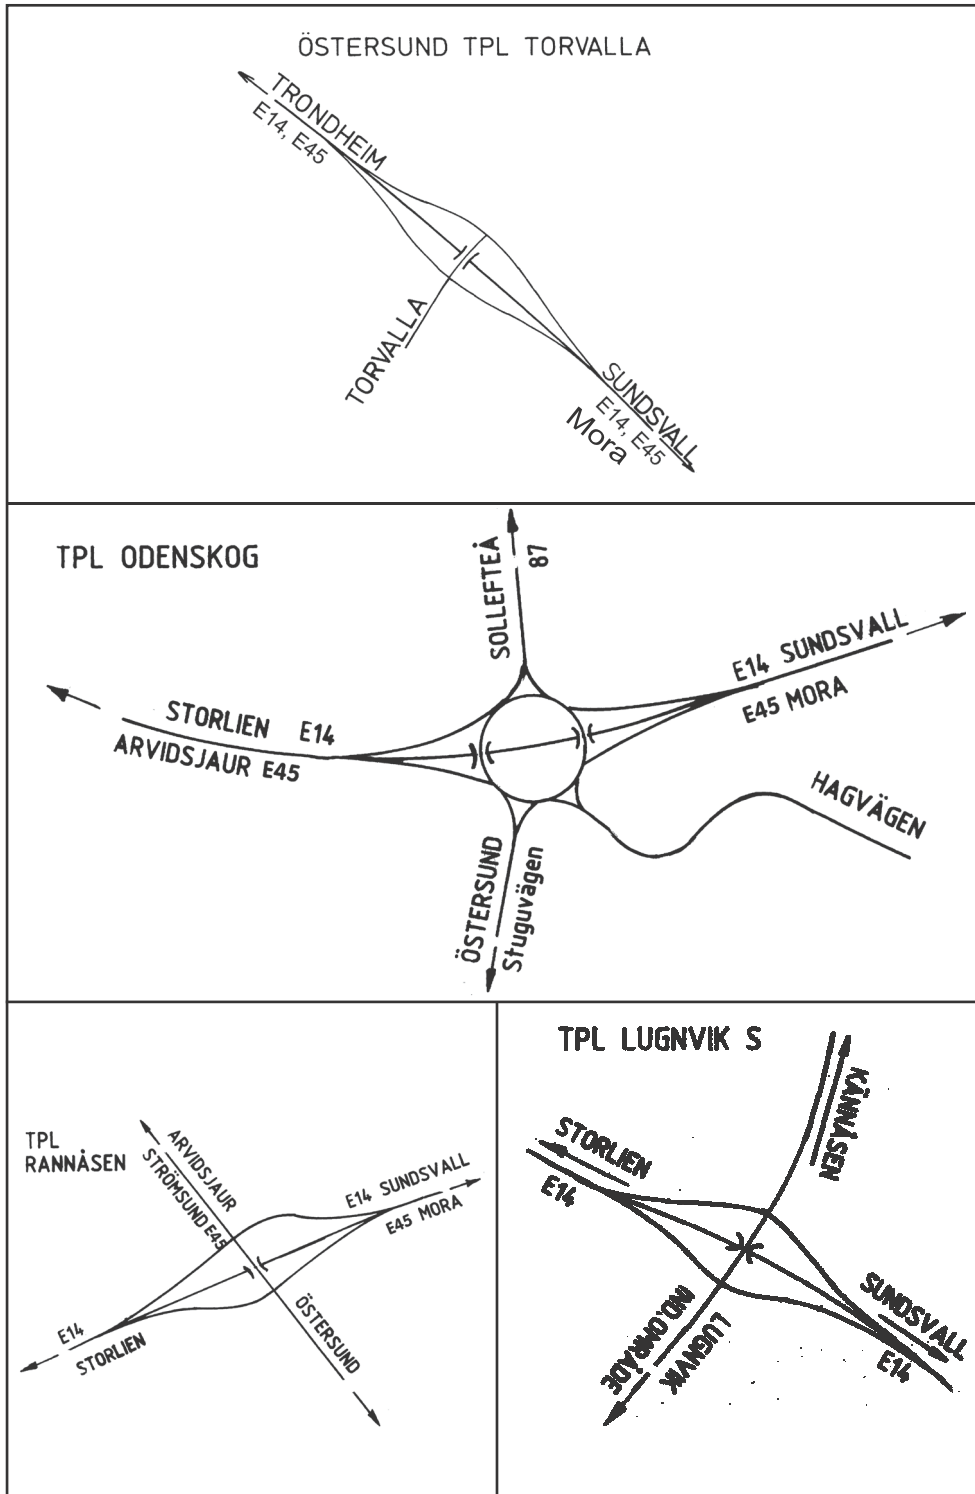 ÖSTERSUND TPL TORVALLA
TRONDHEIM
E14, E45
TORVALLA
SUNDSVALL
E14, E45
Mora
TPL ODENSKOG
SOLLEFTEÅ
87
E14 SUNDSVALL
E45 MORA
STORLIEN E14
ARVIDSJAUR E45
HAGVÄGEN
ÖSTERSUND
Stuguvägen
TPL
RANNÅSEN
ARVIDSJAUR
STRÖMSUND E45
E14 SUNDSVALL
E45 MORA
E14
STORLIEN
ÖSTERSUND
TPL LUGNVIK S
KÄNNÅSEN
STORLIEN
E14
SUNDSVALL
E14
LUGNVIK
IND.OMRÅDE